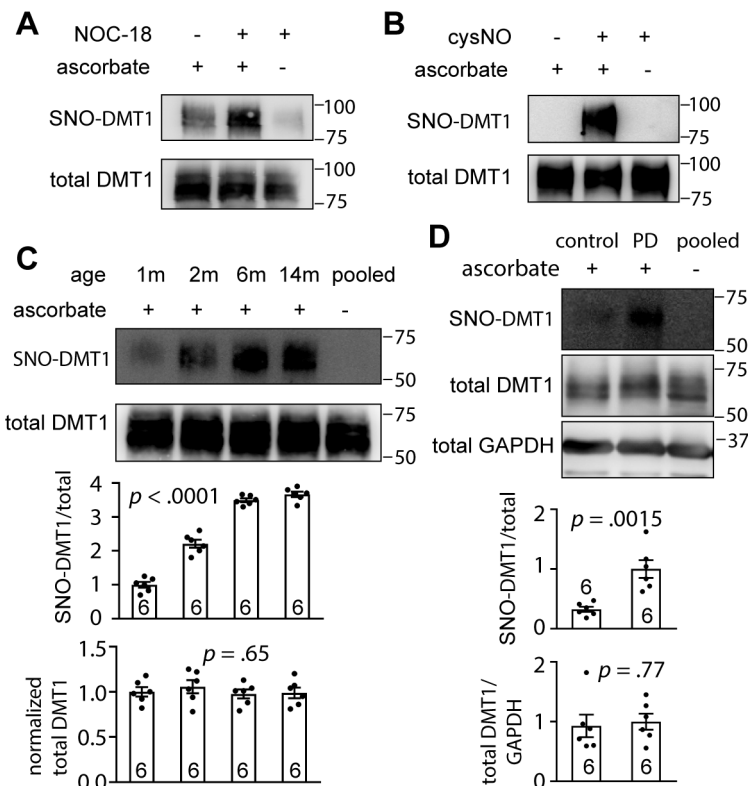 A
NOC-18 - + +
ascorbate + + -
SNO-DMT1
100
75
total DMT1
100
75
B
cysNO - + +
ascorbate + + -
SNO-DMT1
100
75
total DMT1
100
75
C
age 1m 2m 6m 14m pooled
ascorbate + + + + -
SNO-DMT1
75
50
total DMT1
75
50
SNO-DMT1/total
4
3
2
1
0
p < .0001
6 6 6 6
normalized
total DMT1
1.5
1.0
0.5
0.0
p = .65
6 6 6 6
D
control PD pooled
ascorbate + + -
SNO-DMT1
75
50
total DMT1
75
50
total GAPDH
37
SNO-DMT1/total
2
1
0
p = .0015
6 6
total DMT1/
GAPDH
2
1
0
p = .77
6 6